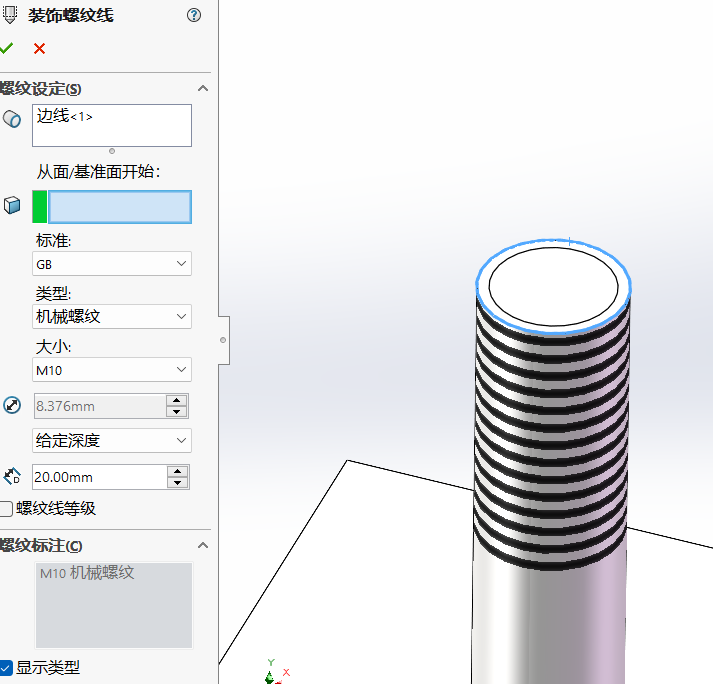 装饰螺纹线
螺纹设定(S)
边线<1>
从面/基准面开始:
标准:
GB
类型:
机械螺纹
大小:
M10
8.376mm
给定深度
20.00mm
螺纹线等级
螺纹标注(C)
M10 机械螺纹
显示类型
Y
X